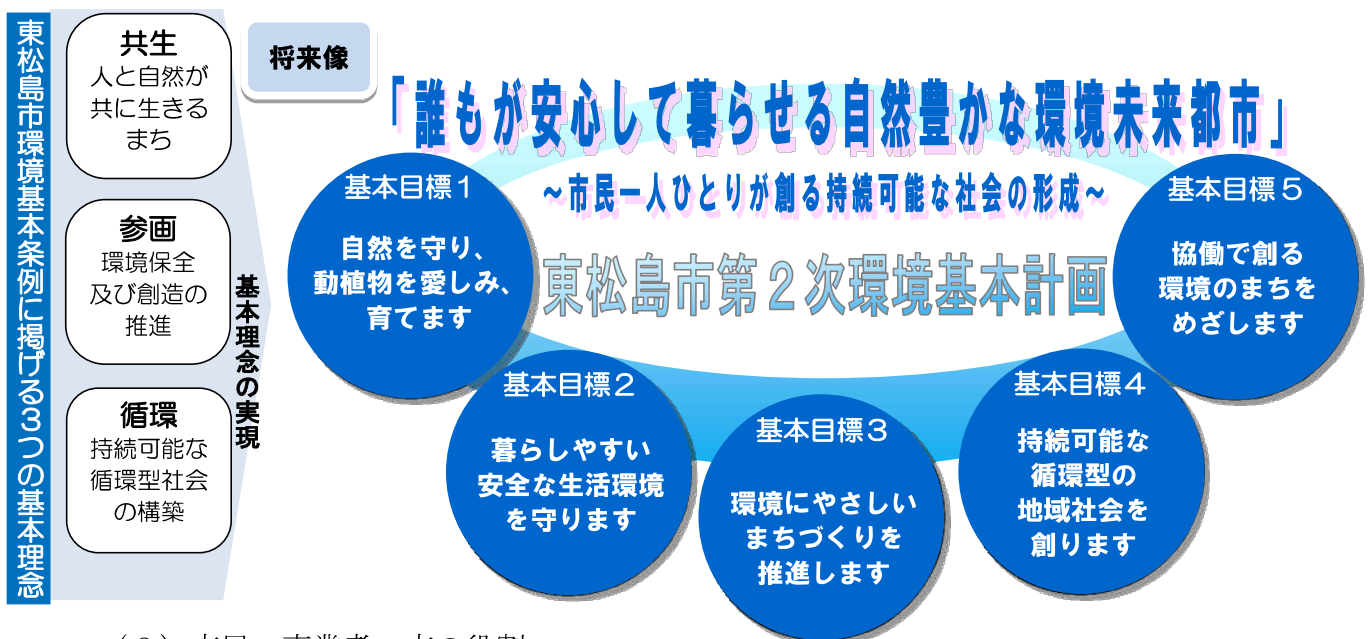 東松島市環境基本条例に掲げる3つの基本理念
共生
人と自然が
共に生きる
まち
参画
環境保全
及び創造の
推進
循環
持続可能な
循環型社会
の構築
基本理念の実現
将来像
「誰もが安心して暮らせる自然豊かな環境未来都市」
～市民一人ひとりが創る持続可能な社会の形成～
東松島市第２次環境基本計画
基本目標１
自然を守り、
動植物を愛しみ、
育てます
基本目標２
暮らしやすい
安全な生活環境
を守ります
基本目標３
環境にやさしい
まちづくりを
推進します
基本目標４
持続可能な
循環型の
地域社会を
創ります
基本目標５
協働で創る
環境のまちを
めざします